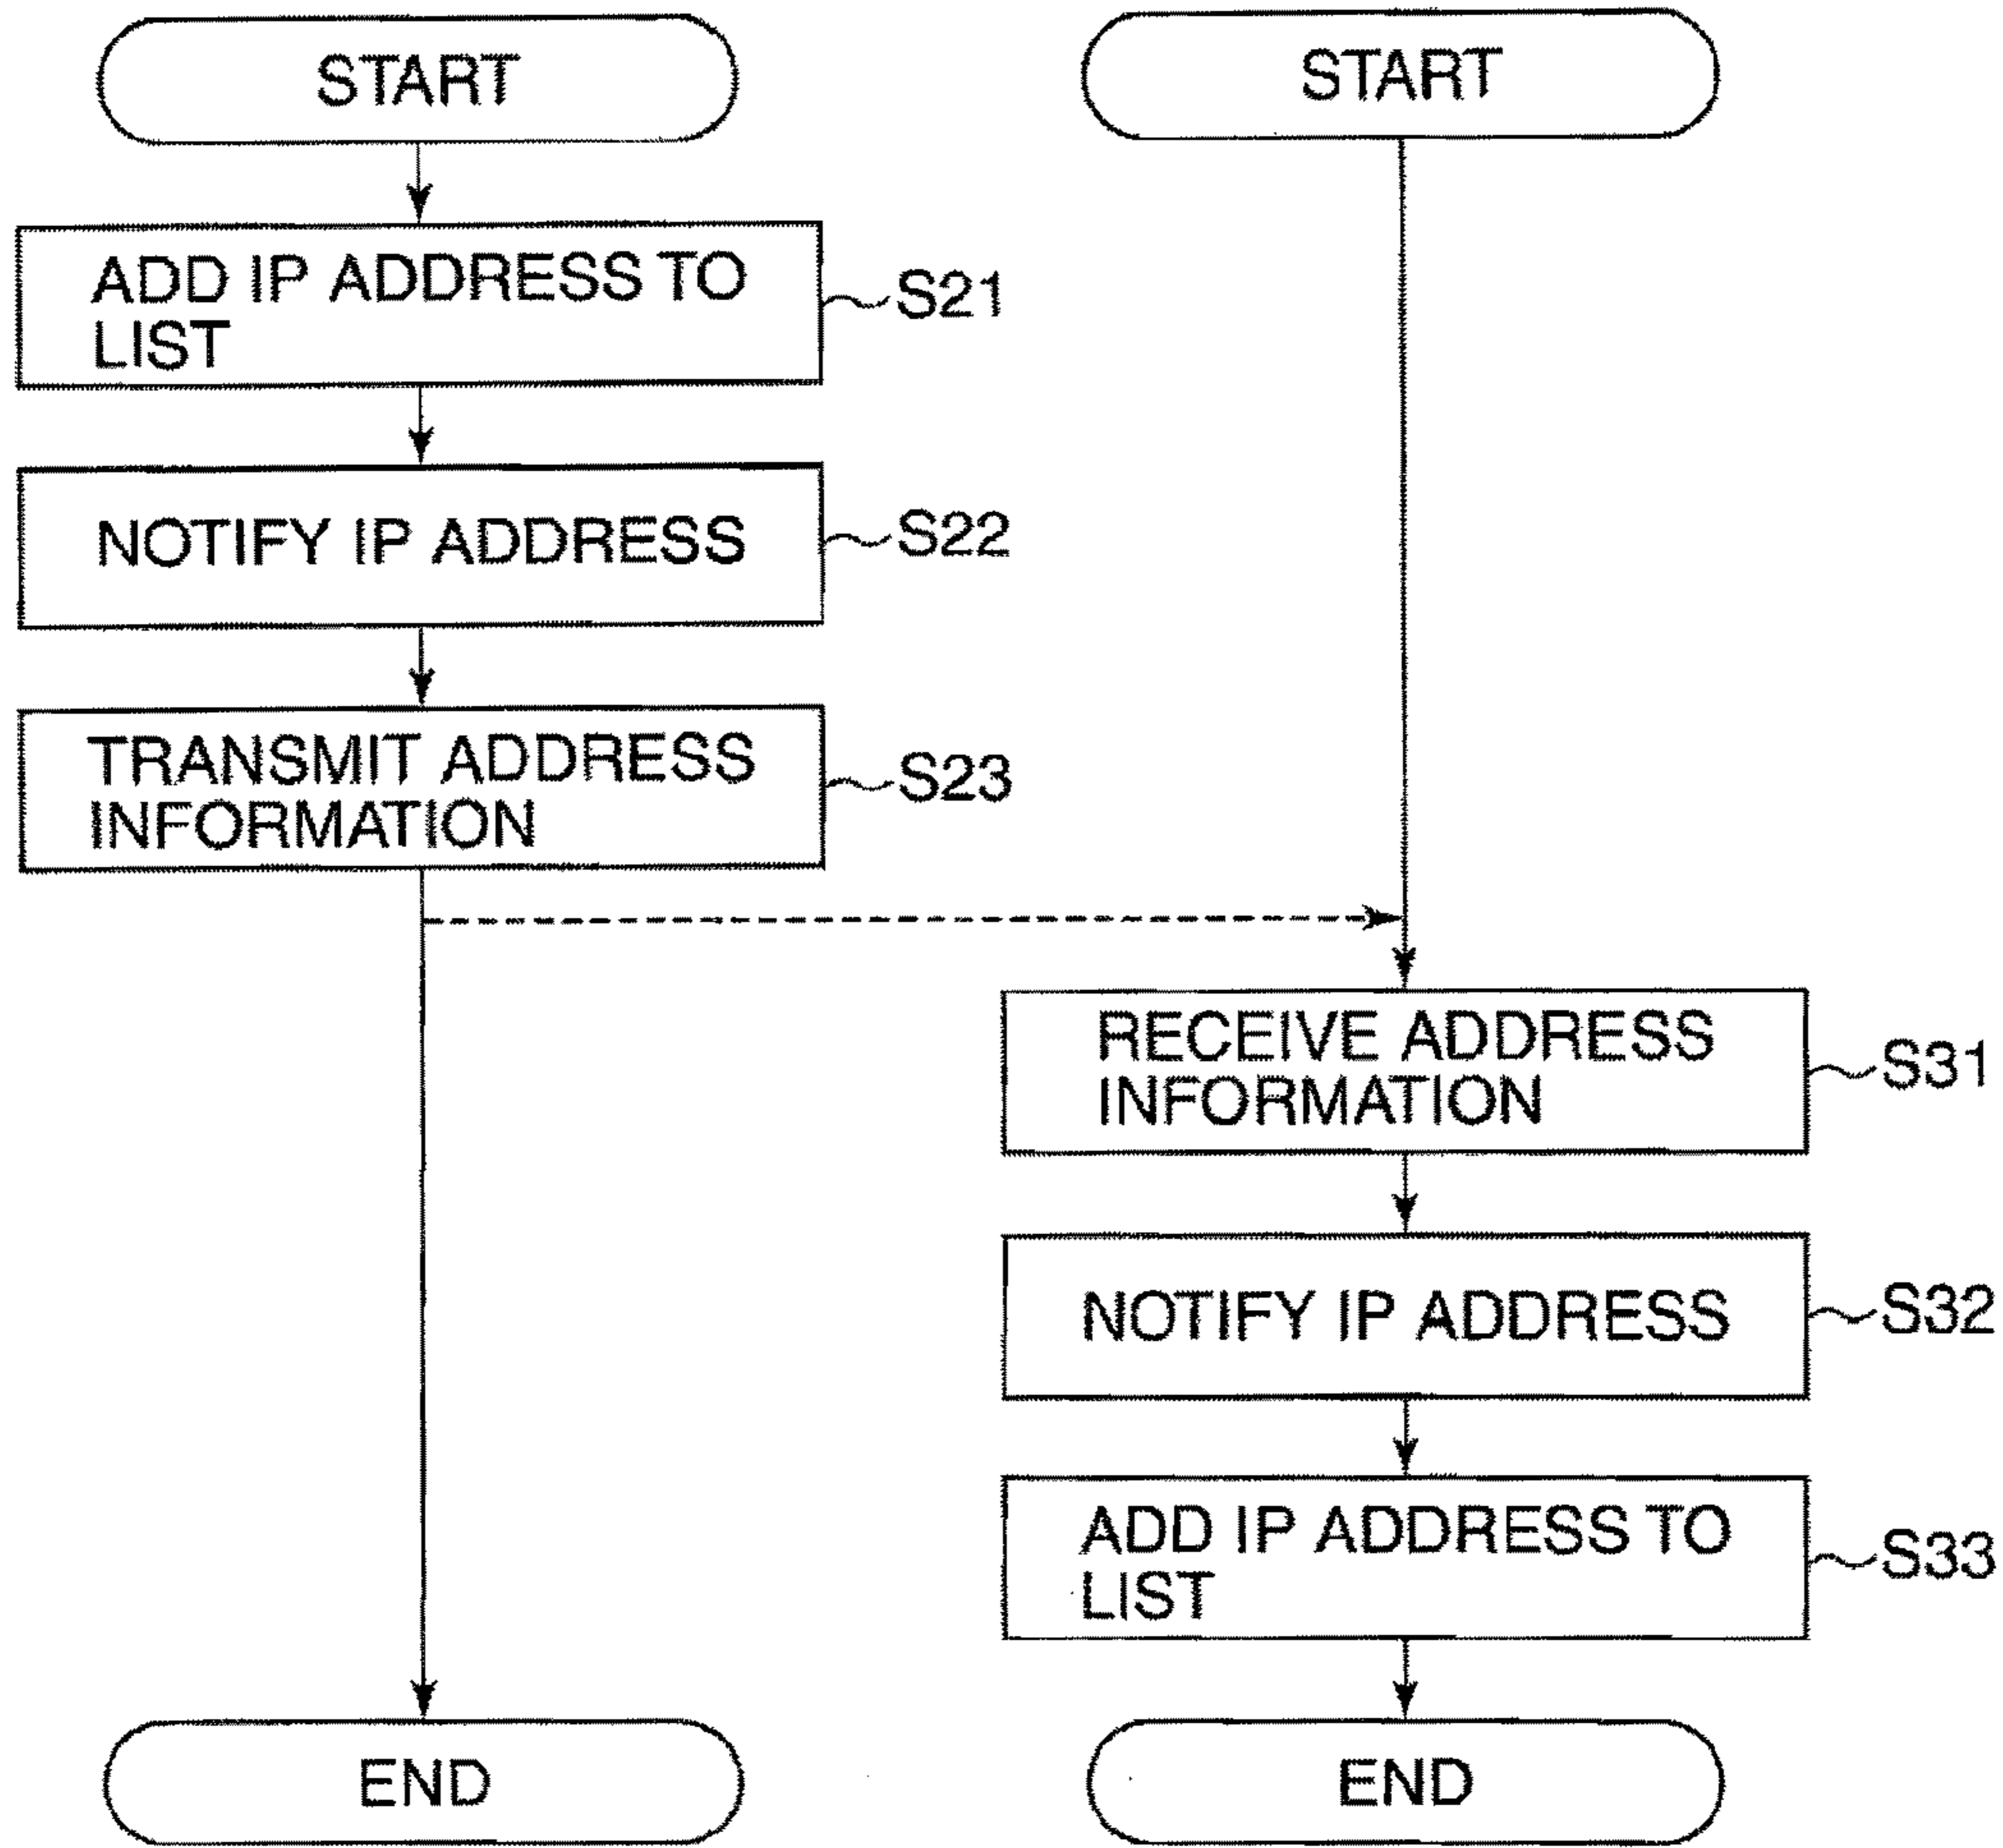 START
ADD IP ADDRESS TO
LIST
S21
NOTIFY IP ADDRESS
S22
TRANSMIT ADDRESS
INFORMATION
S23
END
START
RECEIVE ADDRESS
INFORMATION
S31
NOTIFY IP ADDRESS
S32
ADD IP ADDRESS TO
LIST
S33
END